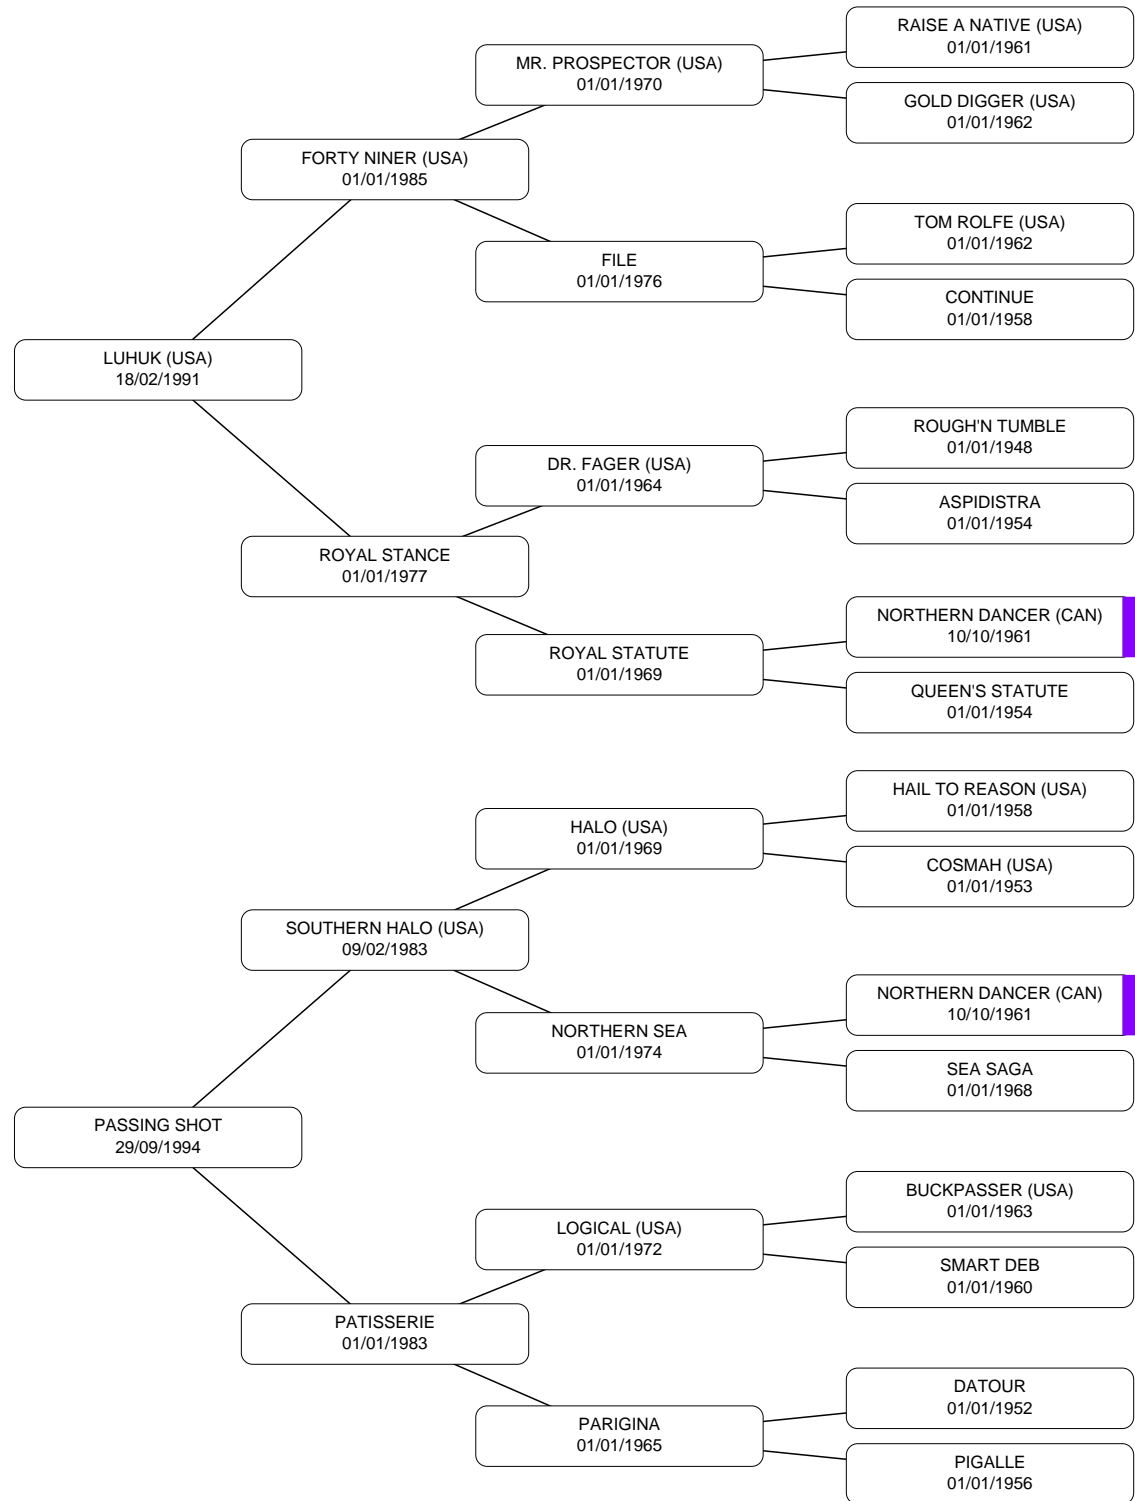 RAISE A NATIVE (USA)
01/01/1961
MR. PROSPECTOR (USA)
01/01/1970
GOLD DIGGER (USA)
01/01/1962
FORTY NINER (USA)
01/01/1985
TOM ROLFE (USA)
01/01/1962
FILE
01/01/1976
CONTINUE
01/01/1958
LUHUK (USA)
18/02/1991
ROUGH'N TUMBLE
01/01/1948
DR. FAGER (USA)
01/01/1964
ASPIDISTRA
01/01/1954
ROYAL STANCE
01/01/1977
NORTHERN DANCER (CAN)
10/10/1961
ROYAL STATUTE
01/01/1969
QUEEN'S STATUTE
01/01/1954
HAIL TO REASON (USA)
01/01/1958
HALO (USA)
01/01/1969
COSMAH (USA)
01/01/1953
SOUTHERN HALO (USA)
09/02/1983
NORTHERN DANCER (CAN)
10/10/1961
NORTHERN SEA
01/01/1974
SEA SAGA
01/01/1968
PASSING SHOT
29/09/1994
BUCKPASSER (USA)
01/01/1963
LOGICAL (USA)
01/01/1972
SMART DEB
01/01/1960
PATISSERIE
01/01/1983
DATOUR
01/01/1952
PARIGINA
01/01/1965
PIGALLE
01/01/1956